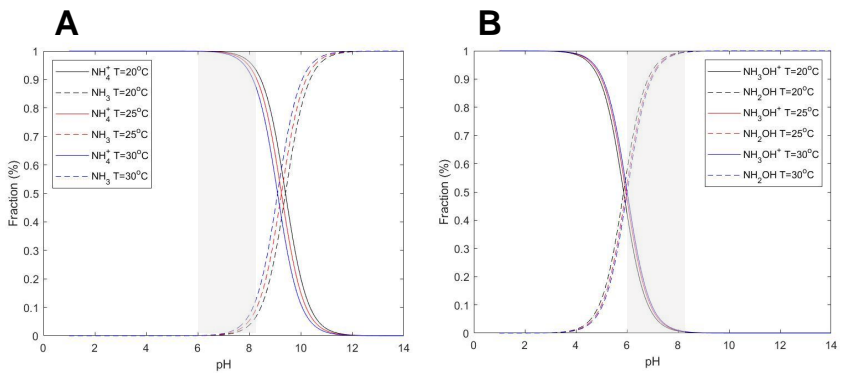 A
Fraction (%)
1
0.9
0.8
0.7
0.6
0.5
0.4
0.3
0.2
0.1
0
NH₄⁺ T=20°C
NH₃ T=20°C
NH₄⁺ T=25°C
NH₃ T=25°C
NH₄⁺ T=30°C
NH₃ T=30°C
0 2 4 6 8 10 12 14
pH
B
Fraction (%)
1
0.9
0.8
0.7
0.6
0.5
0.4
0.3
0.2
0.1
0
NH₃OH⁺ T=20°C
NH₂OH T=20°C
NH₃OH⁺ T=25°C
NH₂OH T=25°C
NH₃OH⁺ T=30°C
NH₂OH T=30°C
0 2 4 6 8 10 12 14
pH